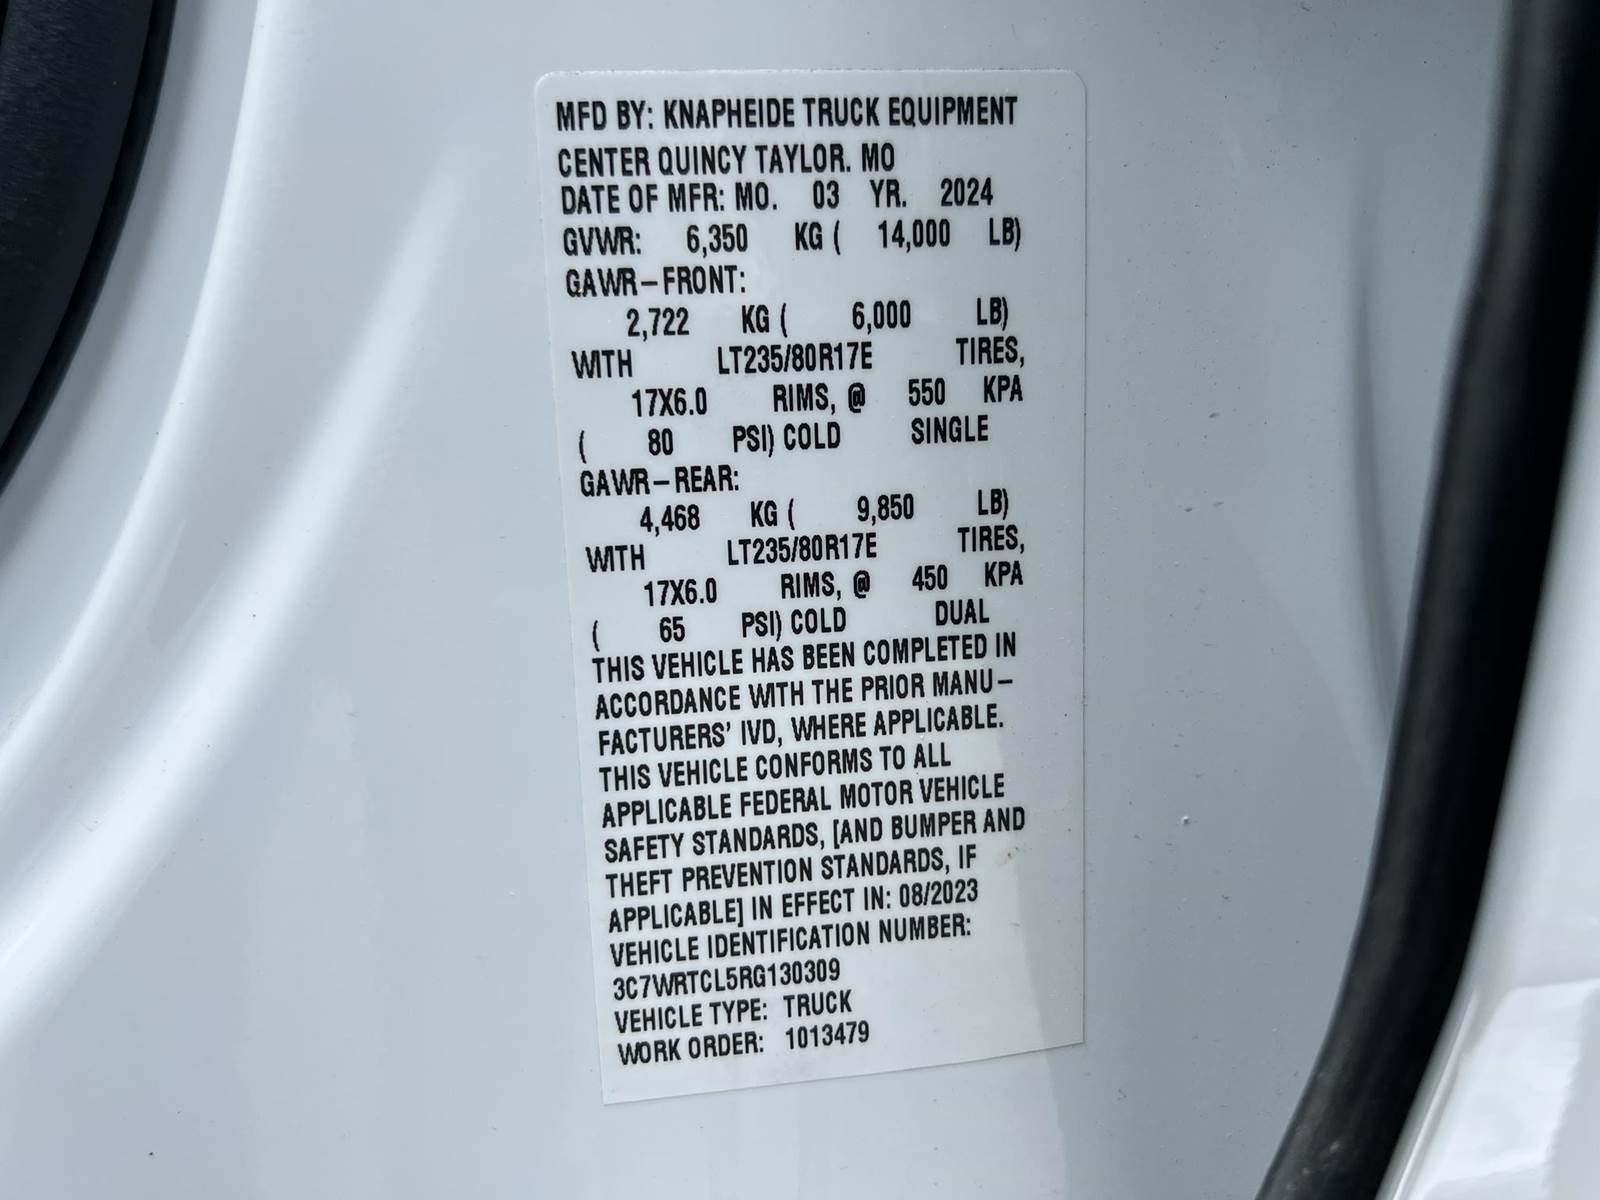 MFD BY: KNAPHEIDE TRUCK EQUIPMENT
CENTER QUINCY TAYLOR. MO
DATE OF MFR: MO. 03 YR. 2024
GVWR: 6,350 KG ( 14,000 LB)
GAWR-FRONT:
2,722 KG ( 6,000 LB)
WITH LT235/80R17E TIRES,
17X6.0 RIMS, @ 550 KPA
( 80 PSI) COLD SINGLE
GAWR-REAR:
4,468 KG ( 9,850 LB)
WITH LT235/80R17E TIRES,
17X6.0 RIMS, @ 450 KPA
( 65 PSI) COLD DUAL
THIS VEHICLE HAS BEEN COMPLETED IN
ACCORDANCE WITH THE PRIOR MANU-
FACTURERS' IVD, WHERE APPLICABLE.
THIS VEHICLE CONFORMS TO ALL
APPLICABLE FEDERAL MOTOR VEHICLE
SAFETY STANDARDS, [AND BUMPER AND
THEFT PREVENTION STANDARDS, IF
APPLICABLE] IN EFFECT IN: 08/2023
VEHICLE IDENTIFICATION NUMBER:
3C7WRTCL5RG130309
VEHICLE TYPE: TRUCK
WORK ORDER: 1013479